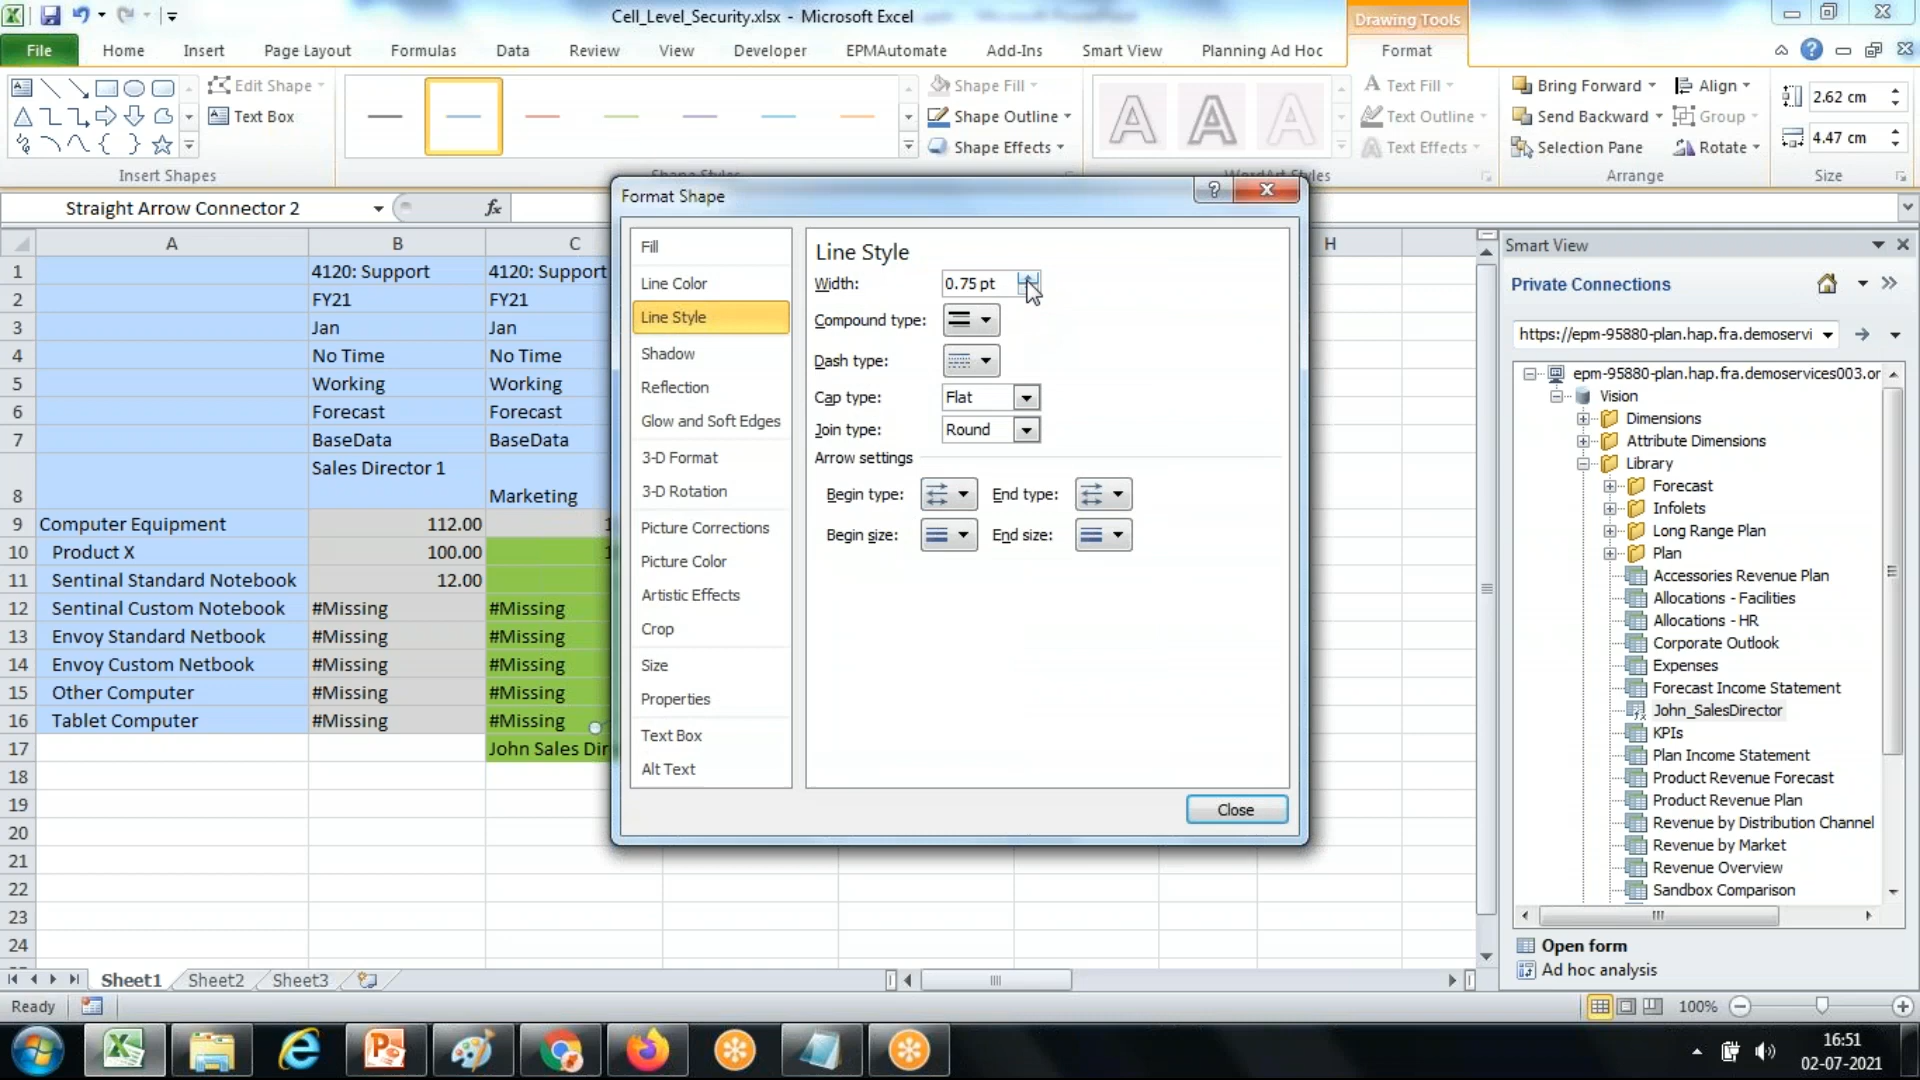 Cell_Level_Security.xlsx - Microsoft Excel
Drawing Tools
File Home Insert Page Layout Formulas Data Review View Developer EPMAutomate Add-Ins Smart View Planning Ad Hoc Format
Edit Shape
Text Box
Insert Shapes
Shape Fill
Shape Outline
Shape Effects
Text Fill
Text Outline
Text Effects
WordArt Styles
Bring Forward
Send Backward
Selection Pane
Align
Group
Rotate
Arrange
2.62 cm
4.47 cm
Size
Straight Arrow Connector 2
fx
A B C H
1 4120: Support 4120: Support
2 FY21 FY21
3 Jan Jan
4 No Time No Time
5 Working Working
6 Forecast Forecast
7 BaseData BaseData
8 Sales Director 1 Marketing
9 Computer Equipment 112.00 1
10 Product X 100.00 1
11 Sentinal Standard Notebook 12.00
12 Sentinal Custom Notebook #Missing #Missing
13 Envoy Standard Netbook #Missing #Missing
14 Envoy Custom Netbook #Missing #Missing
15 Other Computer #Missing #Missing
16 Tablet Computer #Missing #Missing
17 John Sales Dir
18
19
20
21
22
23
24
Format Shape
Fill
Line Color
Line Style
Shadow
Reflection
Glow and Soft Edges
3-D Format
3-D Rotation
Picture Corrections
Picture Color
Artistic Effects
Crop
Size
Properties
Text Box
Alt Text
Line Style
Width: 0.75 pt
Compound type:
Dash type:
Cap type: Flat
Join type: Round
Arrow settings
Begin type: End type:
Begin size: End size:
Close
Smart View
Private Connections
https://epm-95880-plan.hap.fra.demoservi
epm-95880-plan.hap.fra.demoservices003.or
Vision
Dimensions
Attribute Dimensions
Library
Forecast
Infolets
Long Range Plan
Plan
Accessories Revenue Plan
Allocations - Facilities
Allocations - HR
Corporate Outlook
Expenses
Forecast Income Statement
John_SalesDirector
KPIs
Plan Income Statement
Product Revenue Forecast
Product Revenue Plan
Revenue by Distribution Channel
Revenue by Market
Revenue Overview
Sandbox Comparison
Open form
Ad hoc analysis
Sheet1 Sheet2 Sheet3
Ready
100%
16:51
02-07-2021